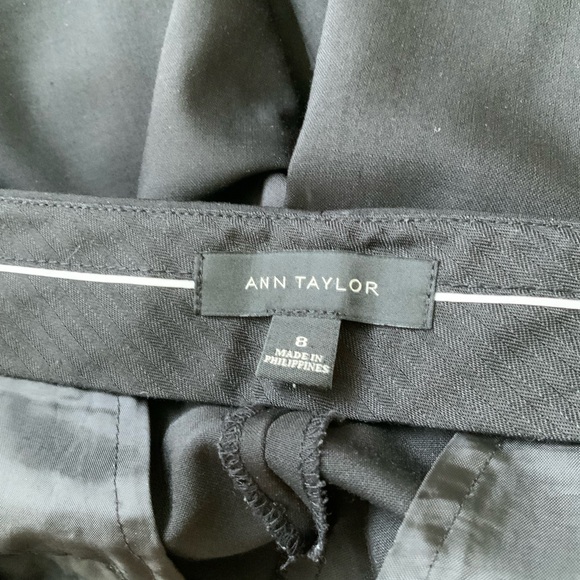 ANN TAYLOR
8
MADE IN
PHILIPPINES